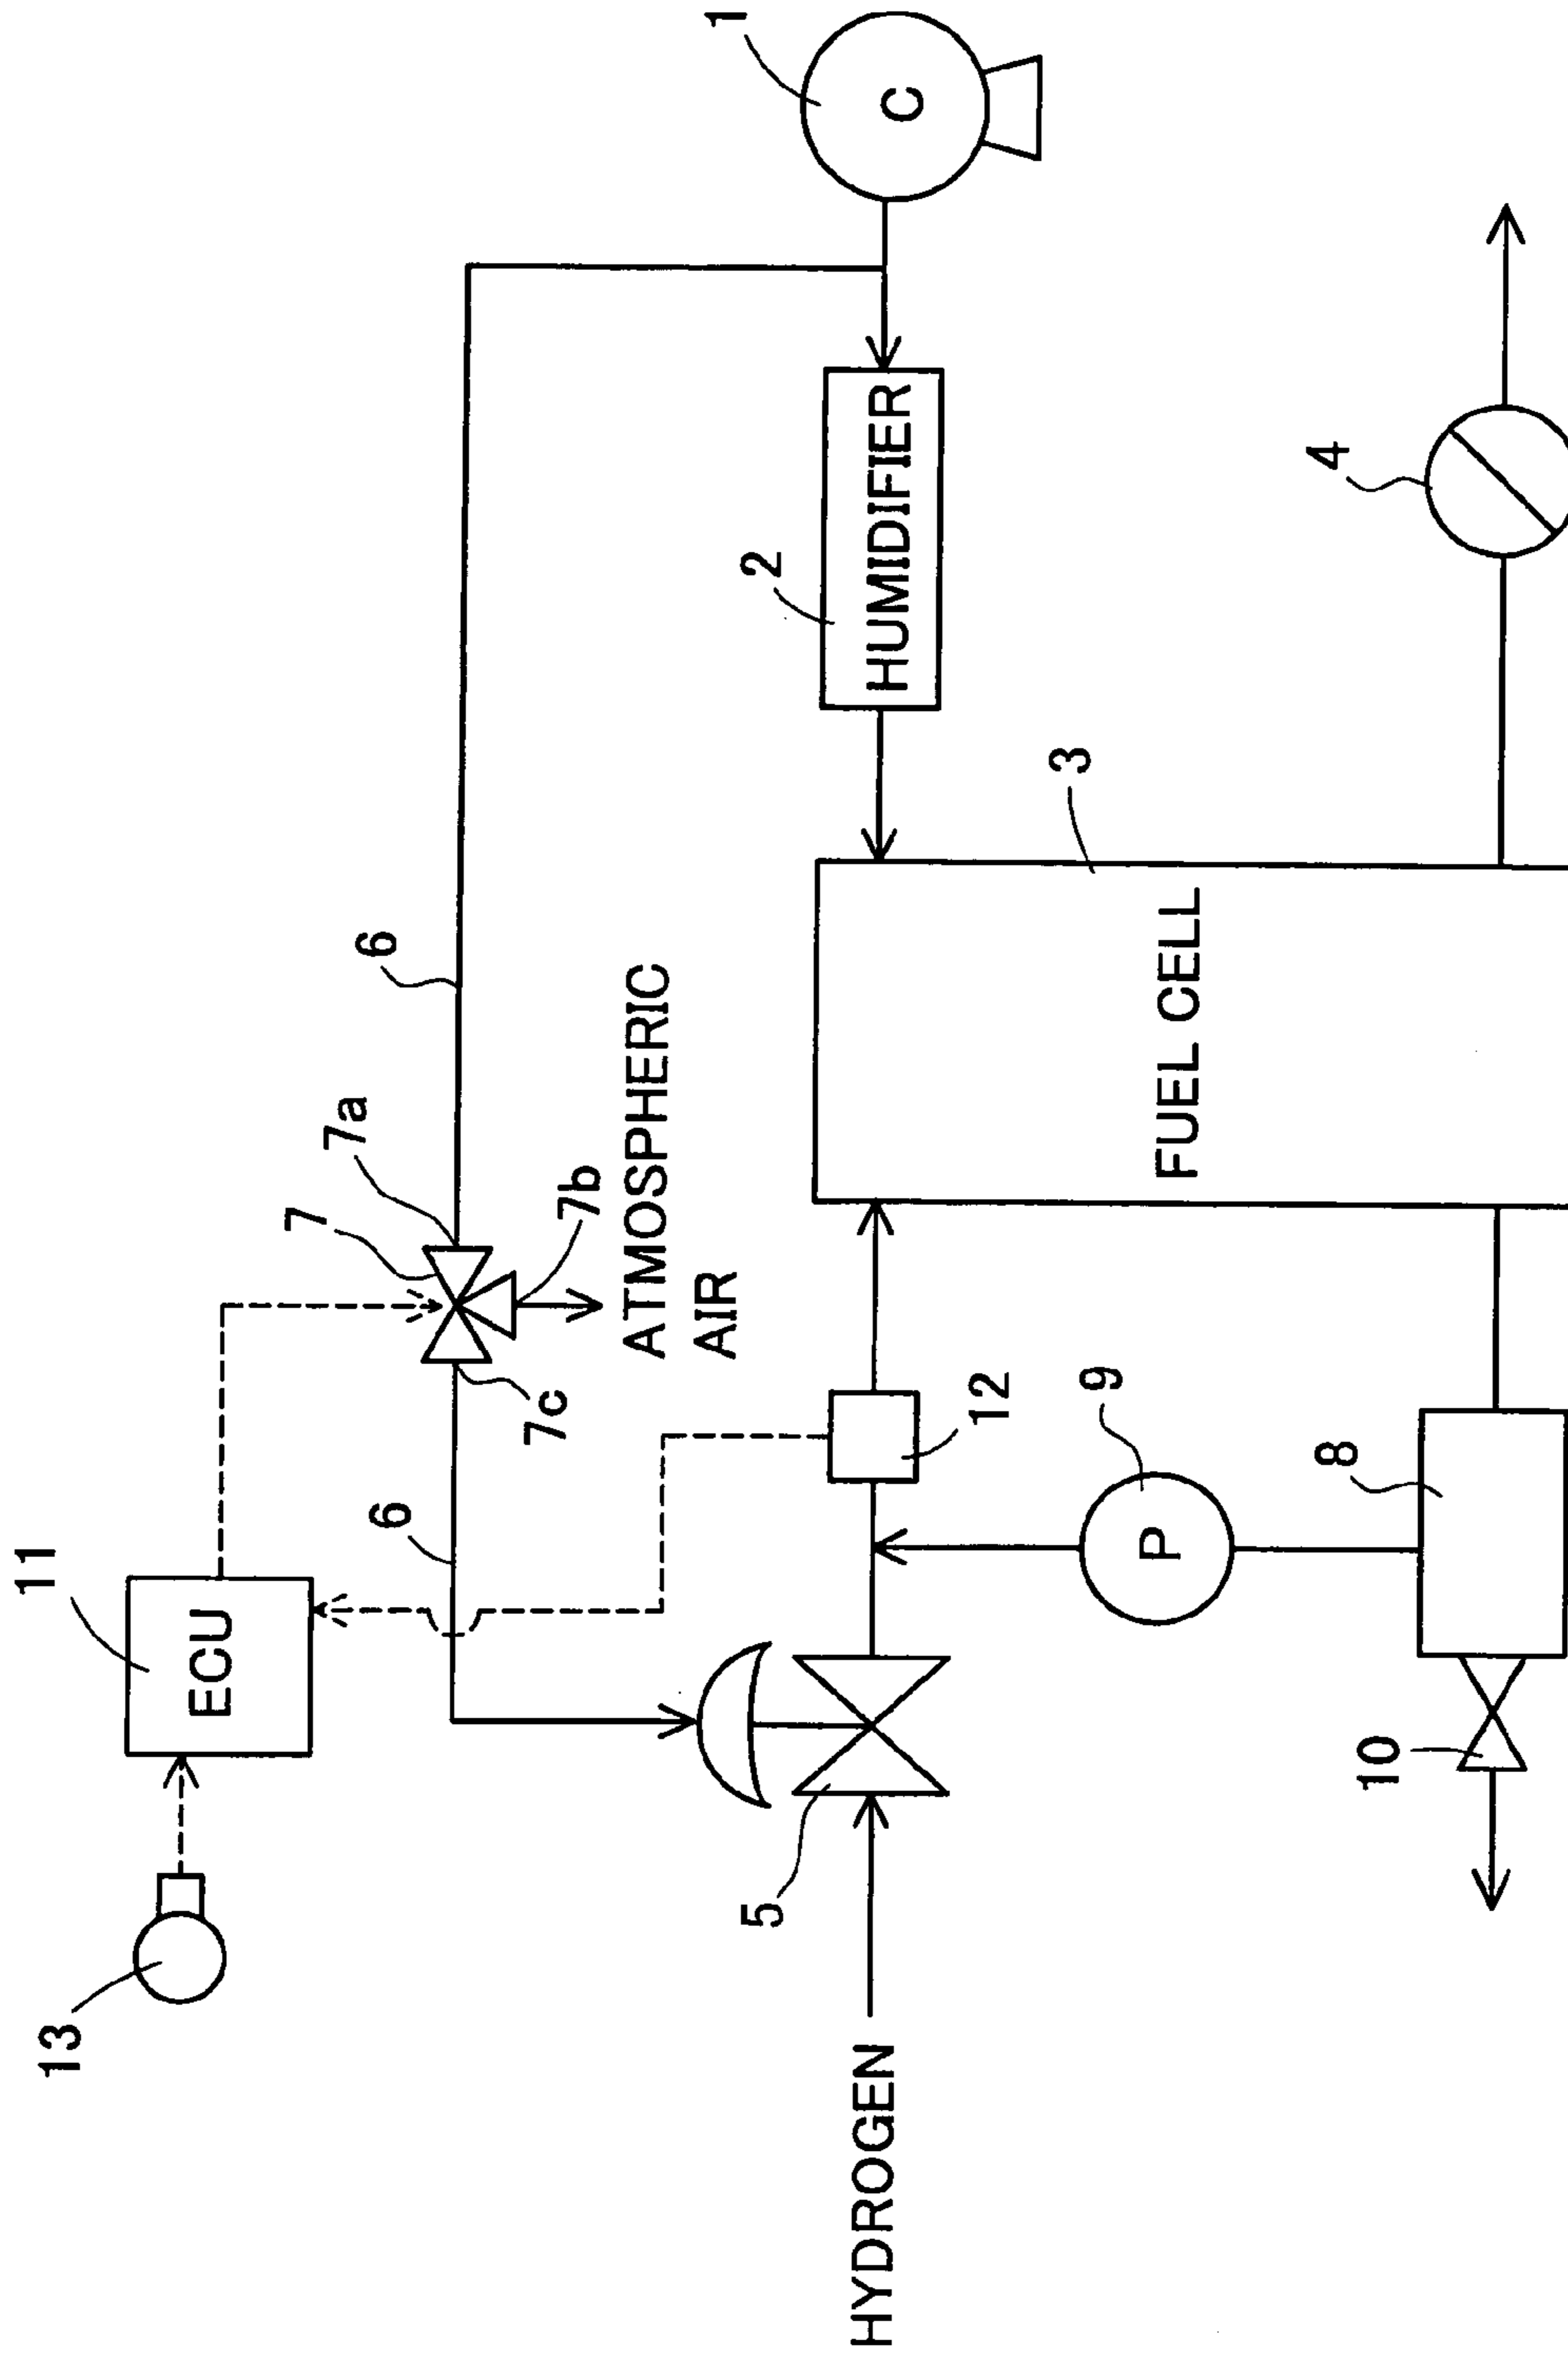 11
13
ECU
7
7a
6
6
7c
7b
ATMOSPHERIC
AIR
1
5
2
HYDROGEN
HUMIDIFIER
C
12
3
9
P
FUEL CELL
8
4
10